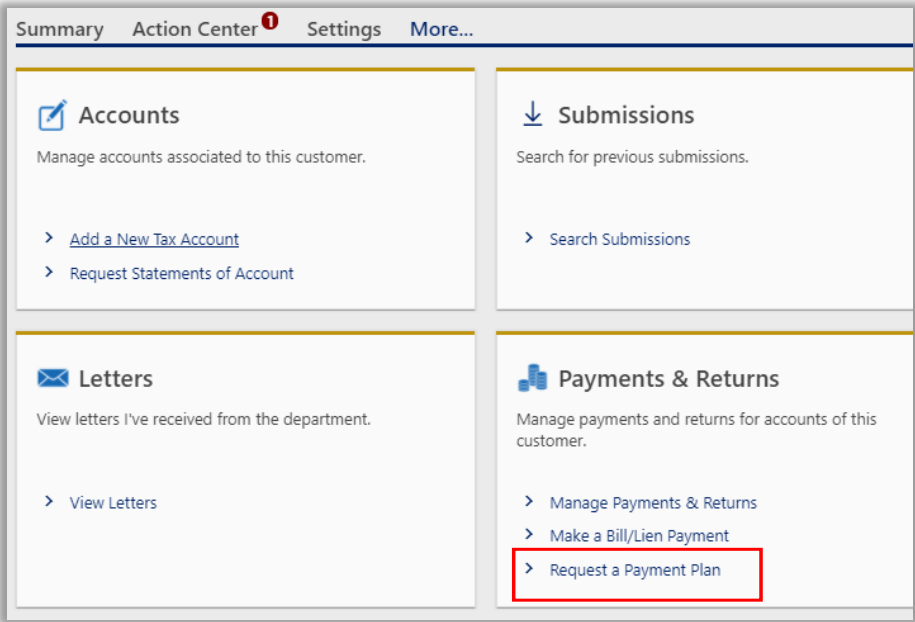 Summary Action Center 1 Settings More...
Accounts
Manage accounts associated to this customer.
Add a New Tax Account
Request Statements of Account
Submissions
Search for previous submissions.
Search Submissions
Letters
View letters I've received from the department.
View Letters
Payments & Returns
Manage payments and returns for accounts of this
customer.
Manage Payments & Returns
Make a Bill/Lien Payment
Request a Payment Plan